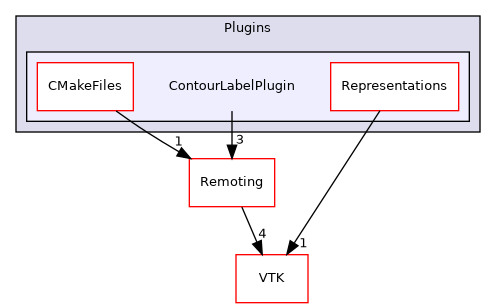 Plugins
CMakeFiles
ContourLabelPlugin
Representations
1
3
Remoting
4
1
VTK